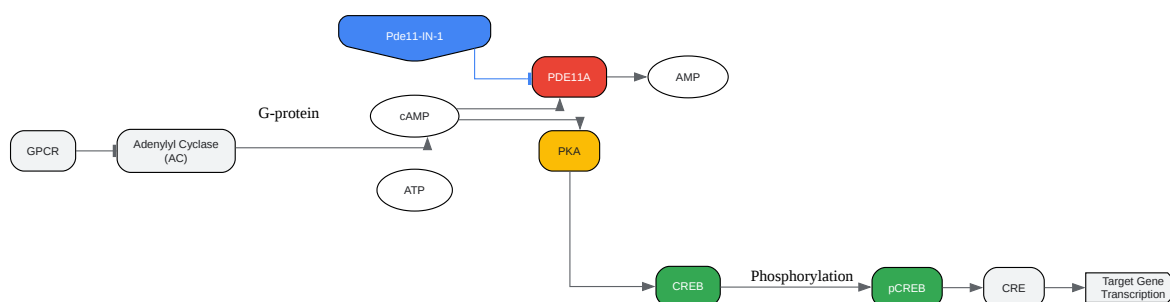 Pde11-IN-1
PDE11A
AMP
G-protein
cAMP
GPCR
Adenylyl Cyclase
(AC)
PKA
ATP
CREB
Phosphorylation
pCREB
CRE
Target Gene
Transcription